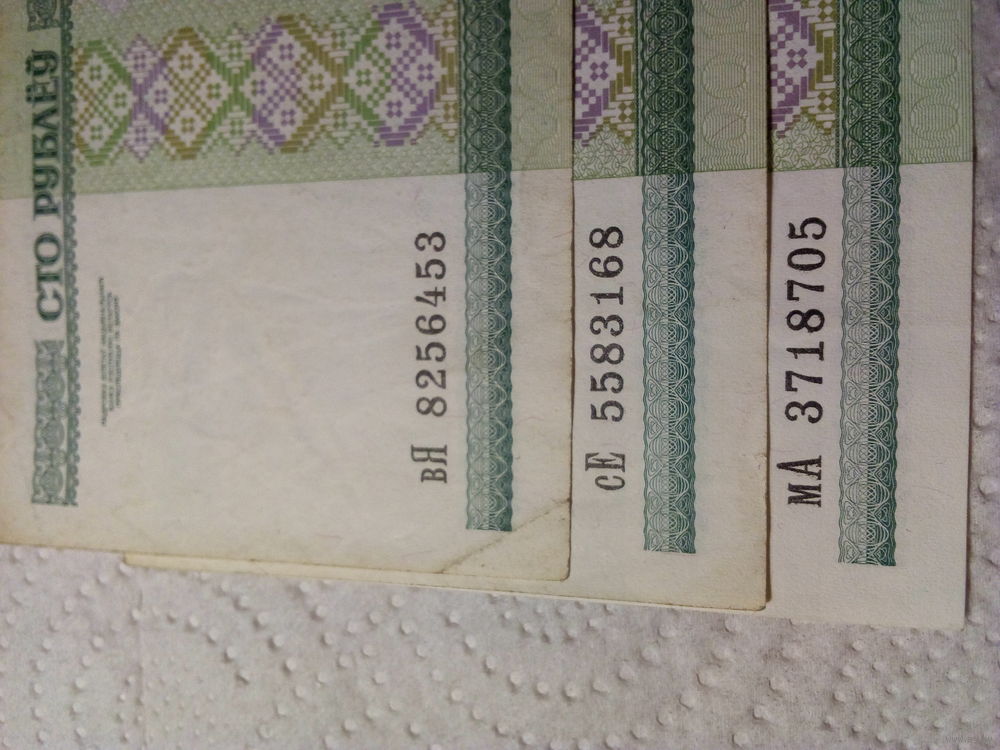 СТО РУБЛЁЎ
вЯ 8256453
сЕ 5583168
МА 3718705